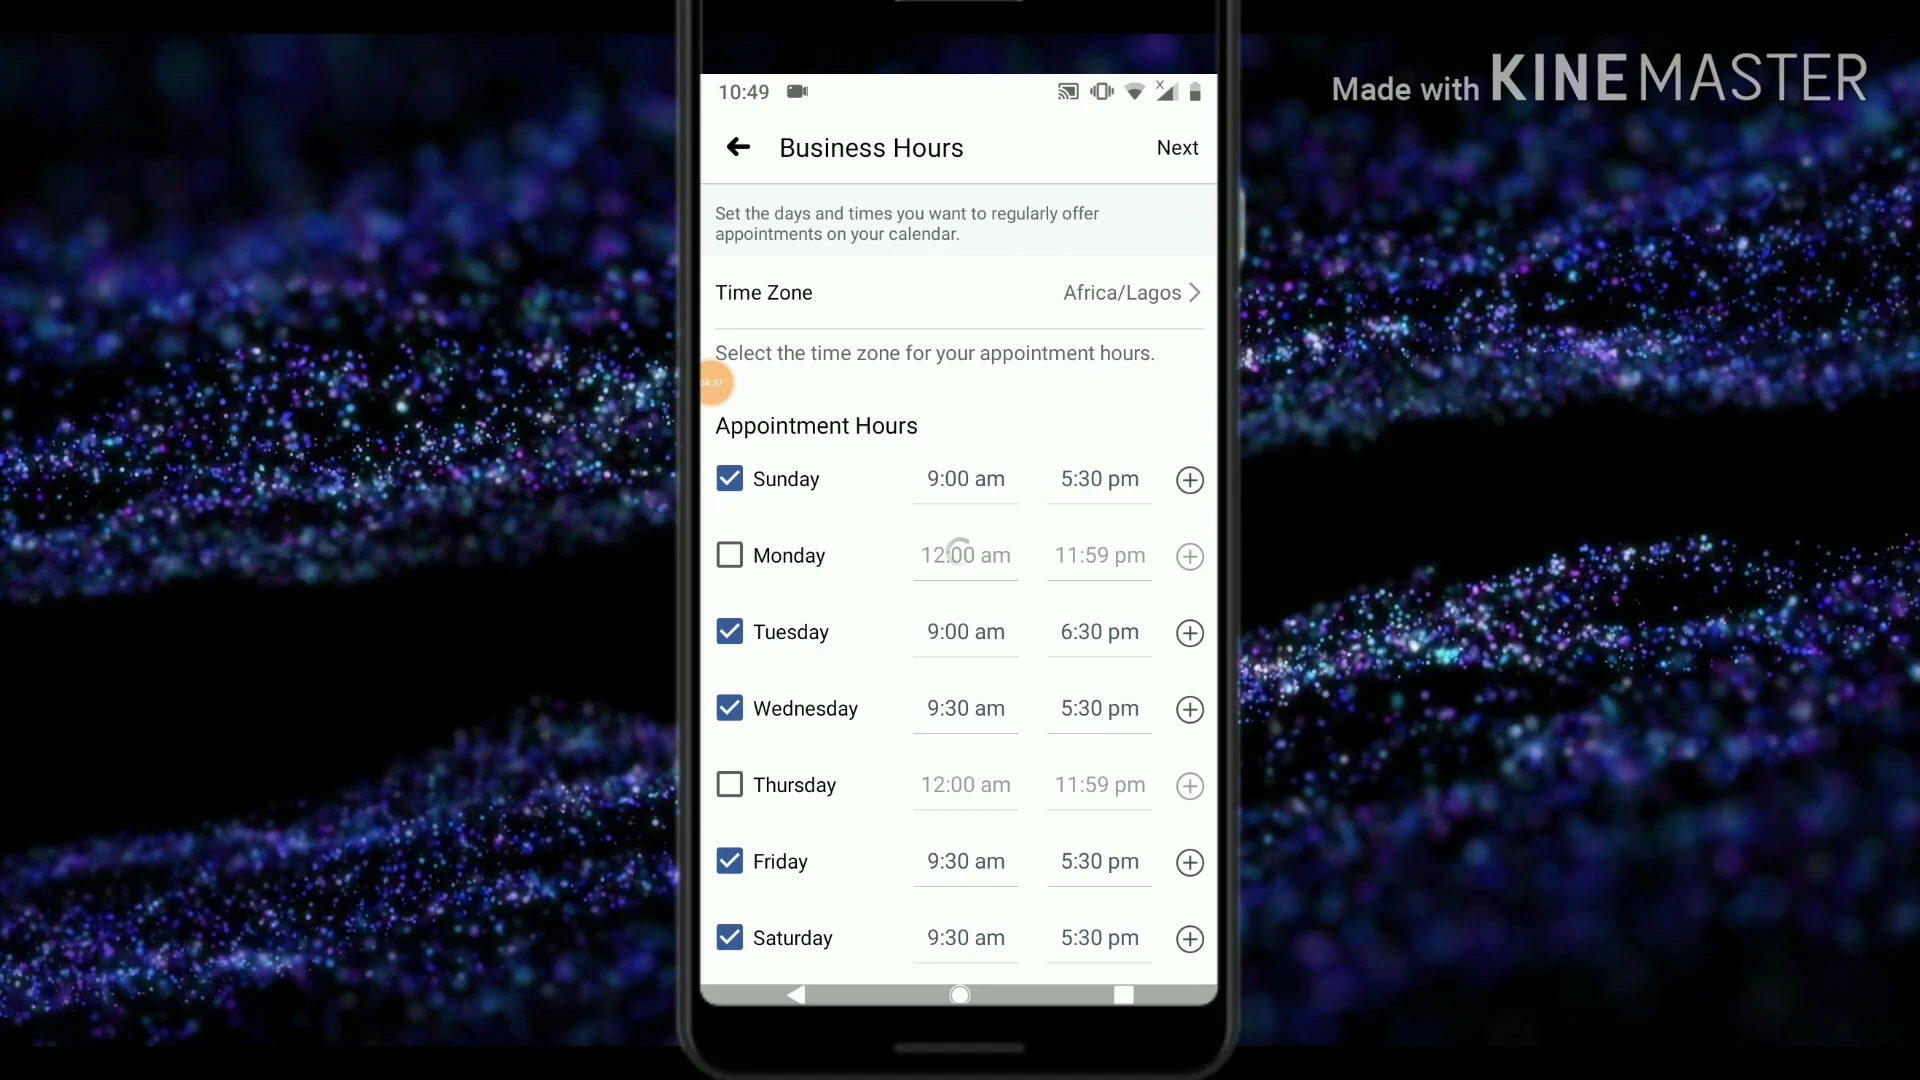 Made with KINEMASTER
10:49
Business Hours
Next
Set the days and times you want to regularly offer
appointments on your calendar.
Time Zone Africa/Lagos
Select the time zone for your appointment hours.
04:37
Appointment Hours
Sunday 9:00 am 5:30 pm
Monday 12:00 am 11:59 pm
Tuesday 9:00 am 6:30 pm
Wednesday 9:30 am 5:30 pm
Thursday 12:00 am 11:59 pm
Friday 9:30 am 5:30 pm
Saturday 9:30 am 5:30 pm